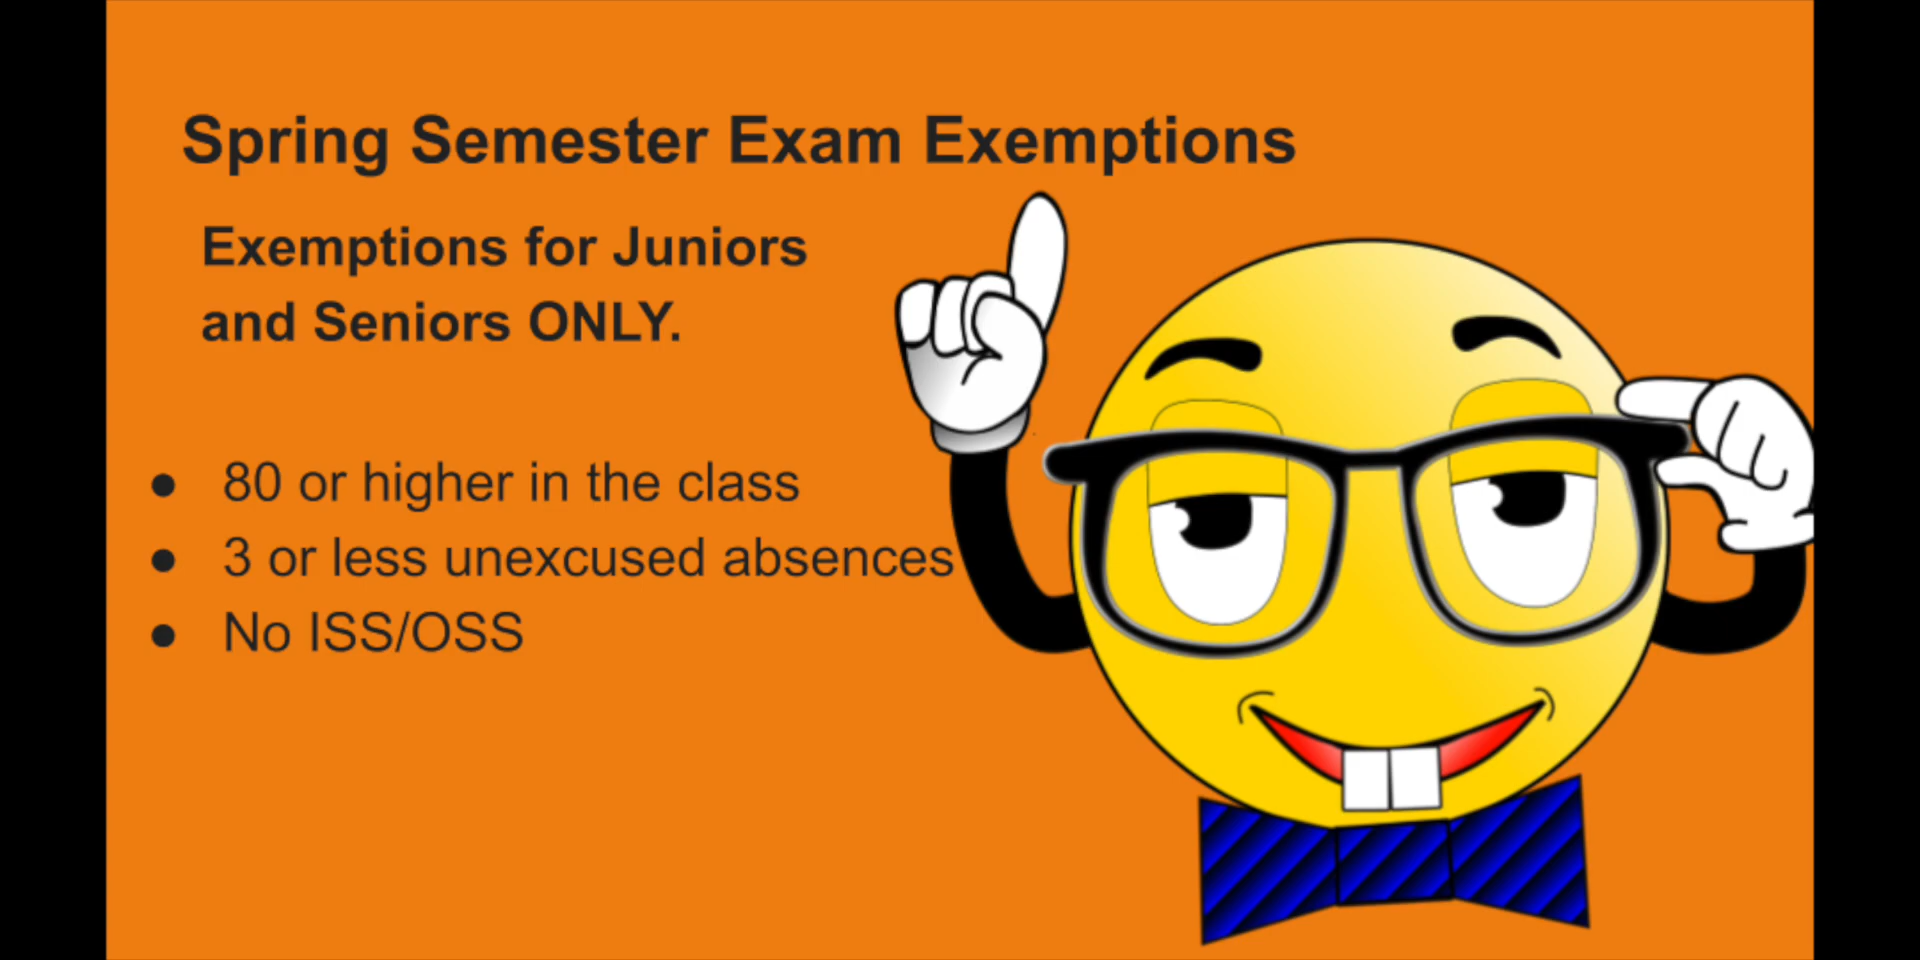 Spring Semester Exam Exemptions
Exemptions for Juniors
and Seniors ONLY.
● 80 or higher in the class
● 3 or less unexcused absences
● No ISS/OSS